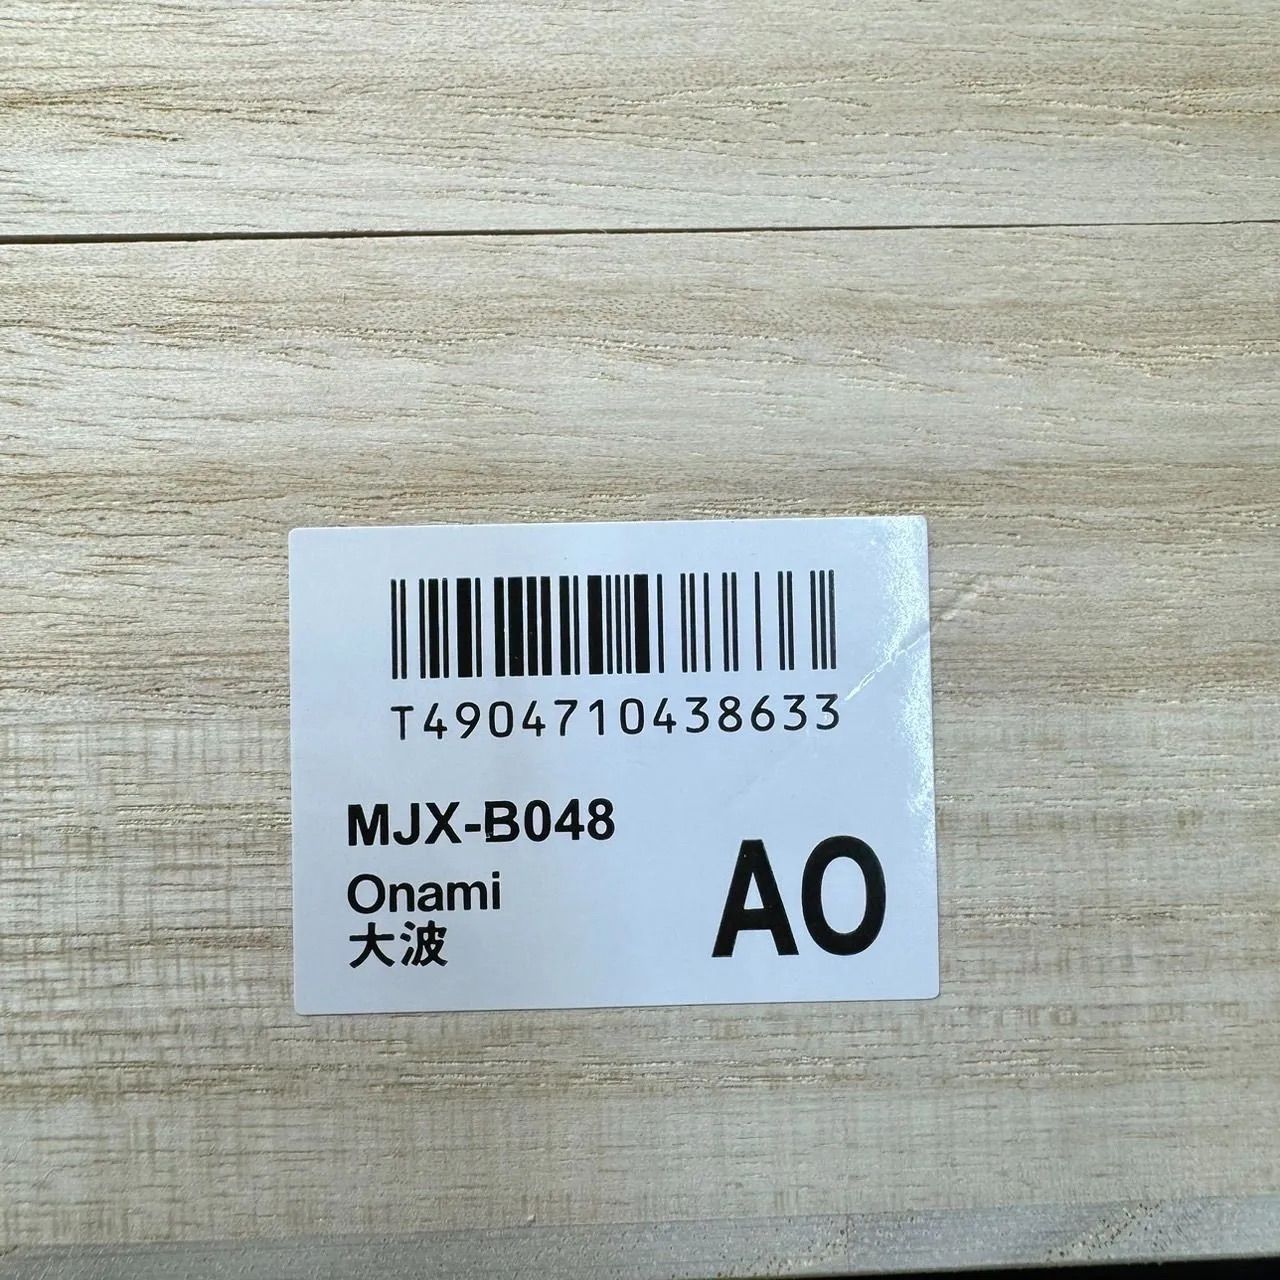 T4904710438633
MJX-B048
Onami
大波
AO